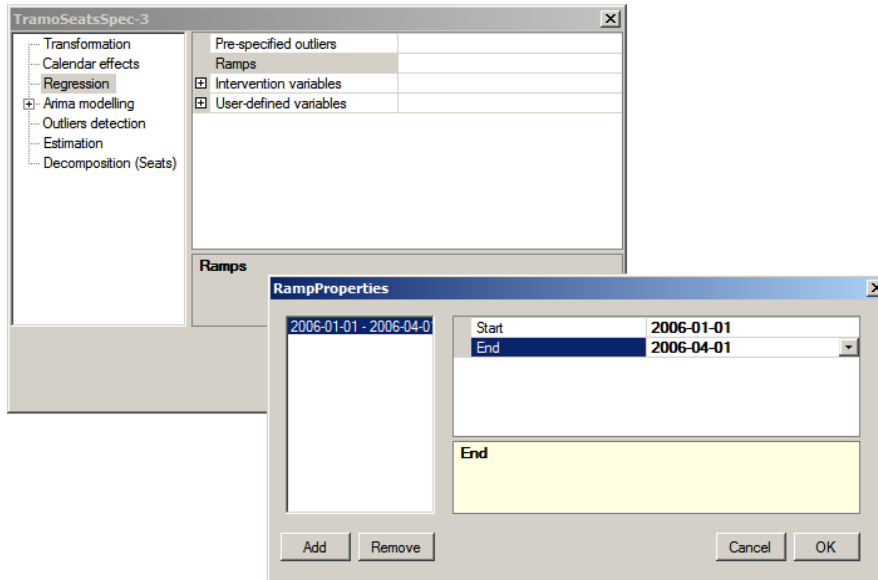 TramoSeatsSpec-3
Transformation
Calendar effects
Regression
Arima modelling
Outliers detection
Estimation
Decomposition (Seats)
Pre-specified outliers
Ramps
Intervention variables
User-defined variables
Ramps
RampProperties
2006-01-01 - 2006-04-01
Start 2006-01-01
End 2006-04-01
End
Add Remove Cancel OK